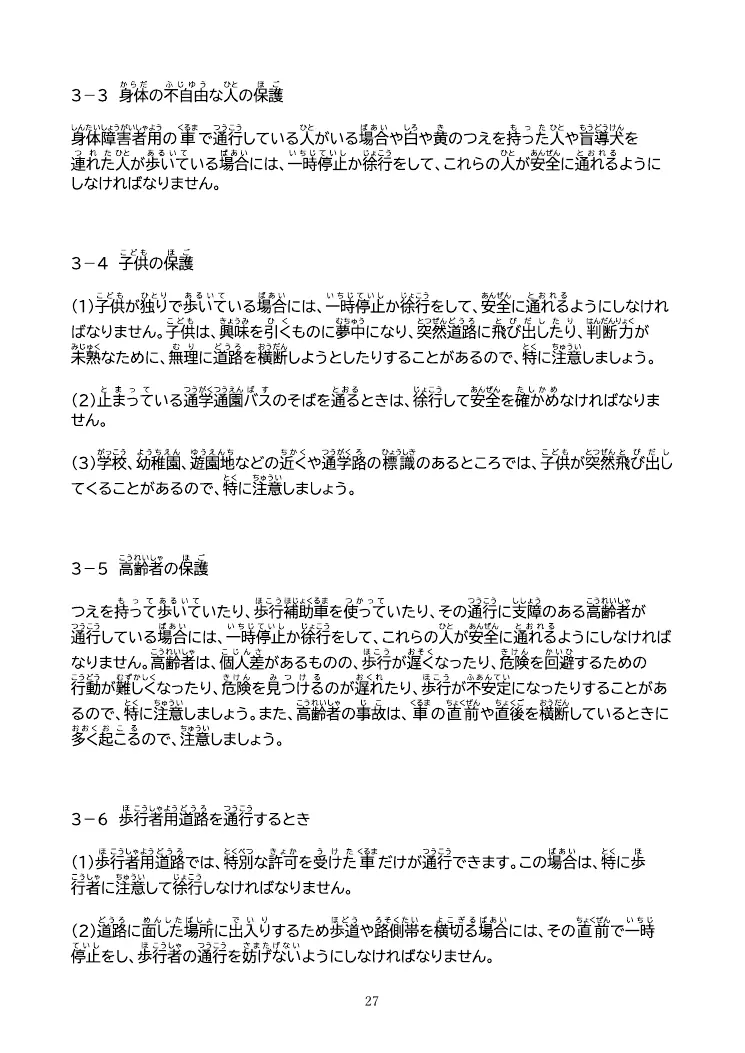 3－3 身体の不自由な人の保護
身体障害者用の車で通行している人がいる場合や白や黄のつえを持った人や盲導犬を
連れた人が歩いている場合には、一時停止か徐行をして、これらの人が安全に通れるように
しなければなりません。
3－4 子供の保護
(1)子供が独りで歩いている場合には、一時停止か徐行をして、安全に通れるようにしなけれ
ばなりません。子供は、興味を引くものに夢中になり、突然道路に飛び出したり、判断力が
未熟なために、無理に道路を横断しようとしたりすることがあるので、特に注意しましょう。
(2)止まっている通学通園バスのそばを通るときは、徐行して安全を確かめなければなりま
せん。
(3)学校、幼稚園、遊園地などの近くや通学路の標識のあるところでは、子供が突然飛び出し
てくることがあるので、特に注意しましょう。
3－5 高齢者の保護
つえを持って歩いていたり、歩行補助車を使っていたり、その通行に支障のある高齢者が
通行している場合には、一時停止か徐行をして、これらの人が安全に通れるようにしなければ
なりません。高齢者は、個人差があるものの、歩行が遅くなったり、危険を回避するための
行動が難しくなったり、危険を見つけるのが遅れたり、歩行が不安定になったりすることがあ
るので、特に注意しましょう。また、高齢者の事故は、車の直前や直後を横断しているときに
多く起こるので、注意しましょう。
3－6 歩行者用道路を通行するとき
(1)歩行者用道路では、特別な許可を受けた車だけが通行できます。この場合は、特に歩
行者に注意して徐行しなければなりません。
(2)道路に面した場所に出入りするため歩道や路側帯を横切る場合には、その直前で一時
停止をし、歩行者の通行を妨げないようにしなければなりません。
27